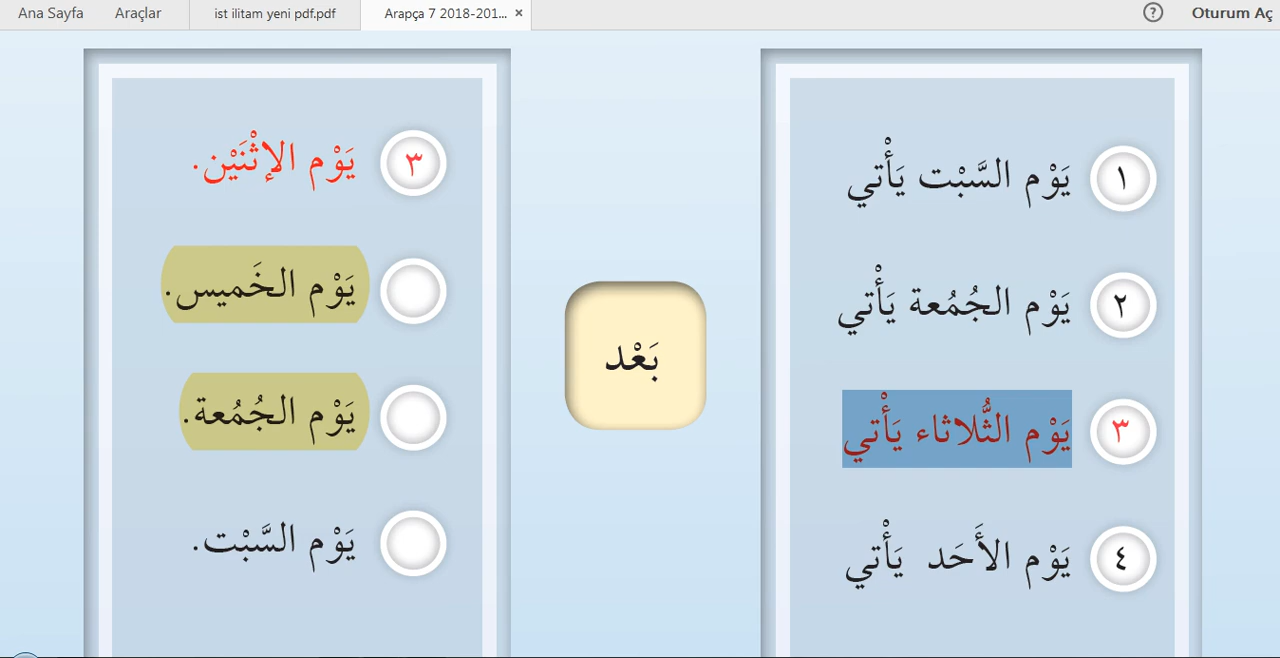 Ana Sayfa Araçlar ist ilitam yeni pdf.pdf Arapça 7 2018-201... × ? Oturum Aç
١ يَوْم السَّبْت يَأْتي
٢ يَوْم الجُمُعة يَأْتي
٣ يَوْم الثُّلاثاء يَأْتي
٤ يَوْم الأَحَد يَأْتي
بَعْد
٣ يَوْم الإثْنَيْن.
يَوْم الخَميس.
يَوْم الجُمُعة.
يَوْم السَّبْت.